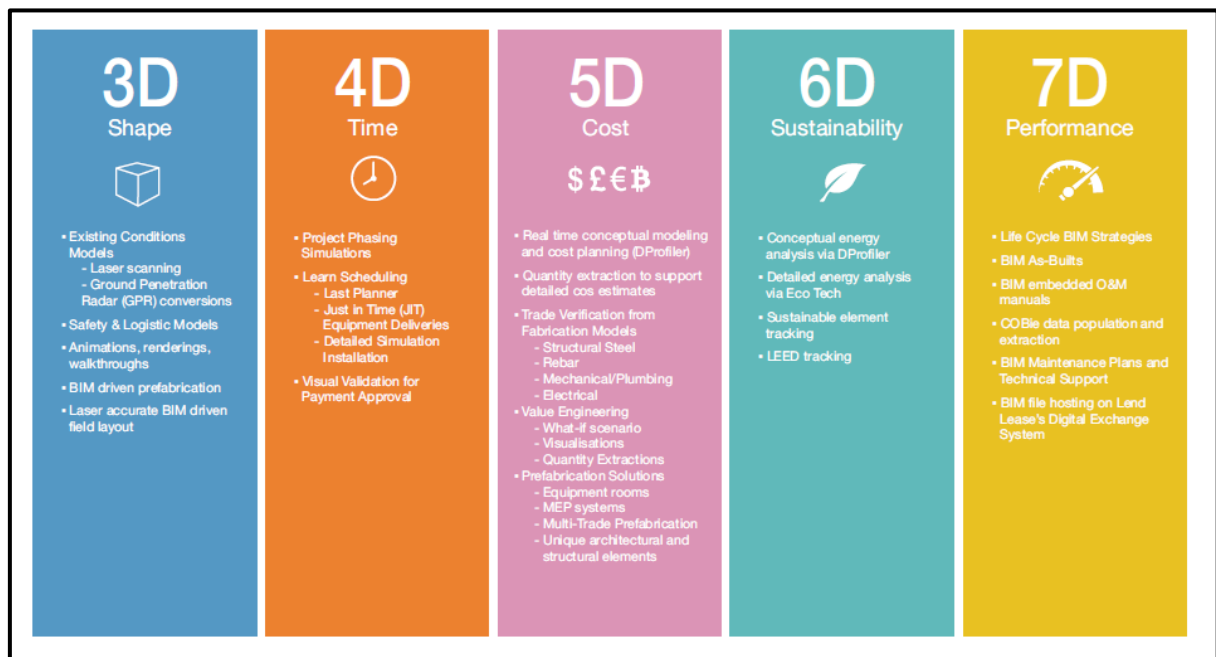 3D
Shape
▪ Existing Conditions
Models
- Laser scanning
- Ground Penetration
Radar (GPR) conversions
▪ Safety & Logistic Models
▪ Animations, renderings,
walkthroughs
▪ BIM driven prefabrication
▪ Laser accurate BIM driven
field layout
4D
Time
▪ Project Phasing
Simulations
▪ Learn Scheduling
- Last Planner
- Just in Time (JIT)
Equipment Deliveries
- Detailed Simulation
Installation
▪ Visual Validation for
Payment Approval
5D
Cost
$£€₿
▪ Real time conceptual modeling
and cost planning (DProfiler)
▪ Quantity extraction to support
detailed cos estimates
▪ Trade Verification from
Fabrication Models
- Structural Steel
- Rebar
- Mechanical/Plumbing
- Electrical
▪ Value Engineering
- What-if scenario
- Visualisations
- Quantity Extractions
▪ Prefabrication Solutions
- Equipment rooms
- MEP systems
- Multi-Trade Prefabrication
- Unique architectural and
structural elements
6D
Sustainability
▪ Conceptual energy
analysis via DProfiler
▪ Detailed energy analysis
via Eco Tech
▪ Sustainable element
tracking
▪ LEED tracking
7D
Performance
▪ Life Cycle BIM Strategies
▪ BIM As-Builts
▪ BIM embedded O&M
manuals
▪ COBie data population and
extraction
▪ BIM Maintenance Plans and
Technical Support
▪ BIM file hosting on Lend
Lease's Digital Exchange
System